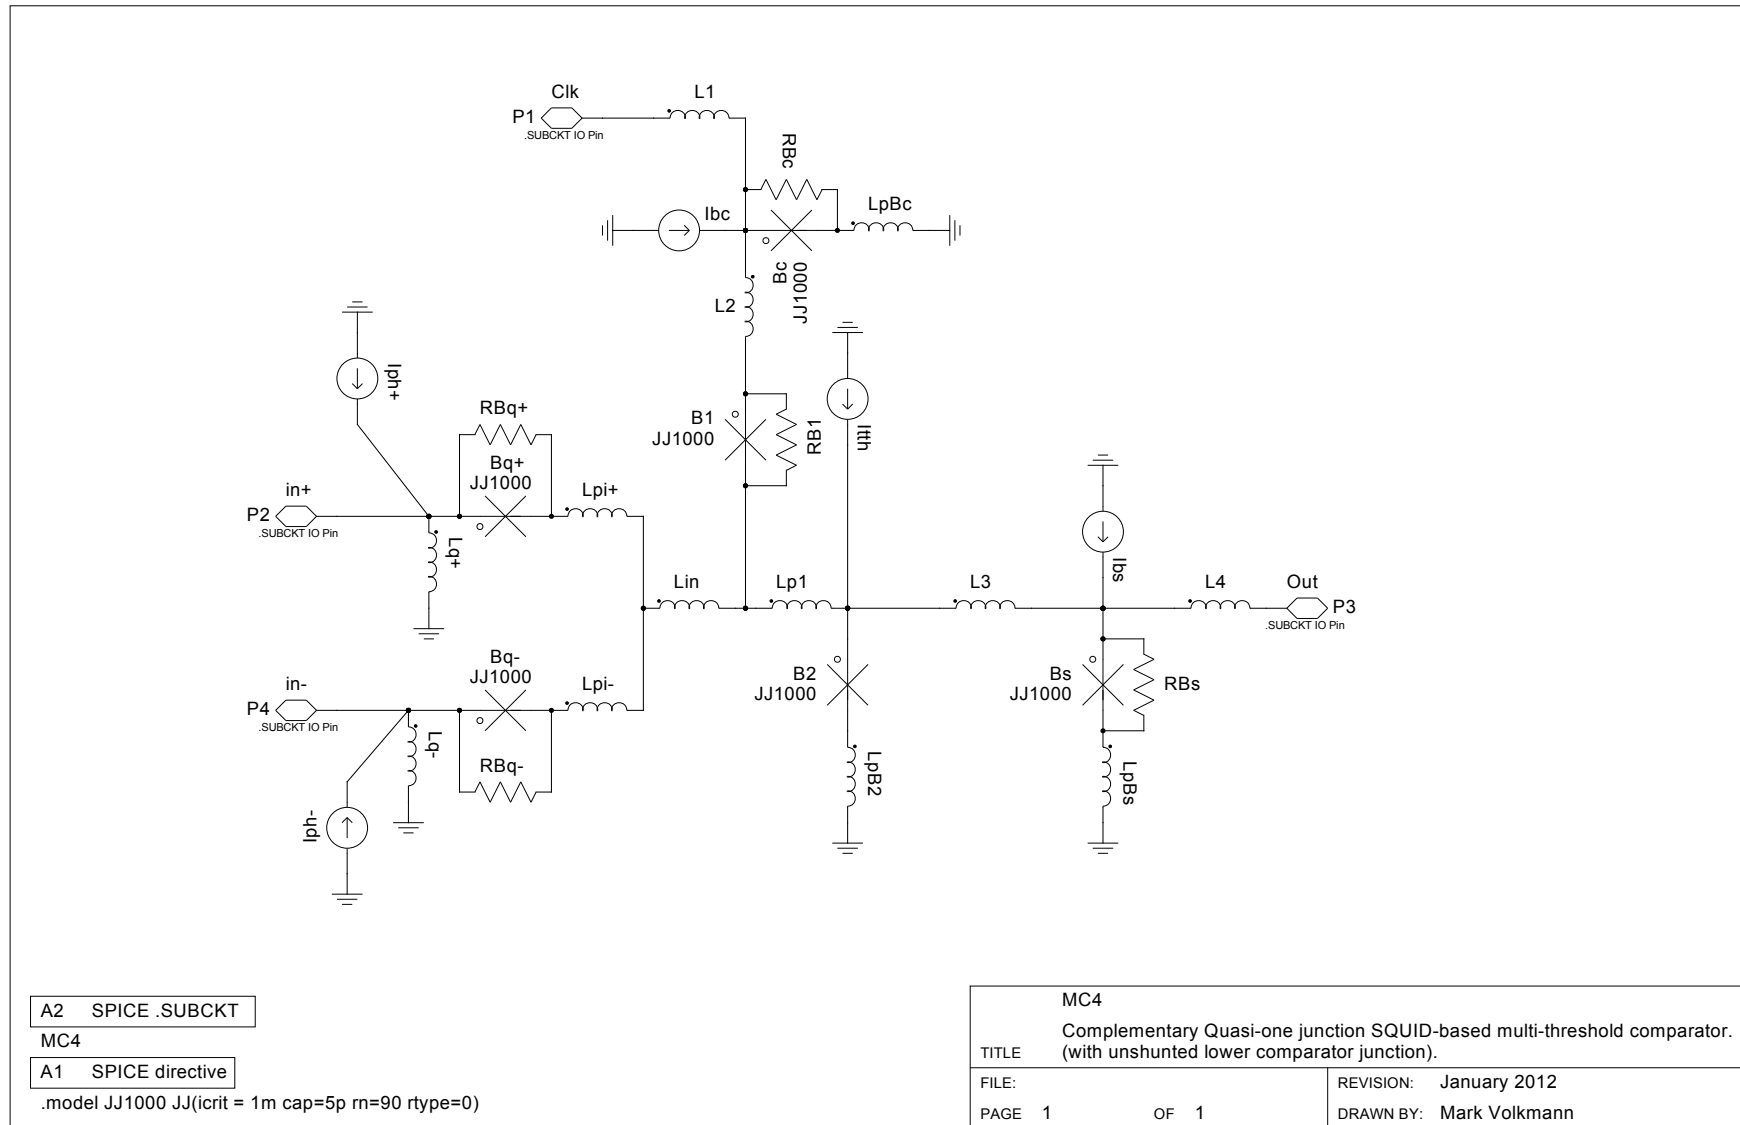 Clk
L1
P1
.SUBCKT IO Pin
RBc
LpBc
Ibc
Bc
JJ1000
L2
Iph+
RBq+
B1
JJ1000
RB1
Itth
Bq+
JJ1000
in+
Lpi+
P2
.SUBCKT IO Pin
Lq+
Ibs
Lin
Lp1
L3
L4
Out
P3
.SUBCKT IO Pin
Bq-
JJ1000
B2
JJ1000
Bs
JJ1000
RBs
in-
Lpi-
P4
.SUBCKT IO Pin
Lq-
RBq-
LpB2
LpBs
Iph-
A2 SPICE .SUBCKT
MC4
A1 SPICE directive
.model JJ1000 JJ(icrit = 1m cap=5p rn=90 rtype=0)
MC4
Complementary Quasi-one junction SQUID-based multi-threshold comparator.
TITLE (with unshunted lower comparator junction).
FILE: REVISION: January 2012
PAGE 1 OF 1 DRAWN BY: Mark Volkmann